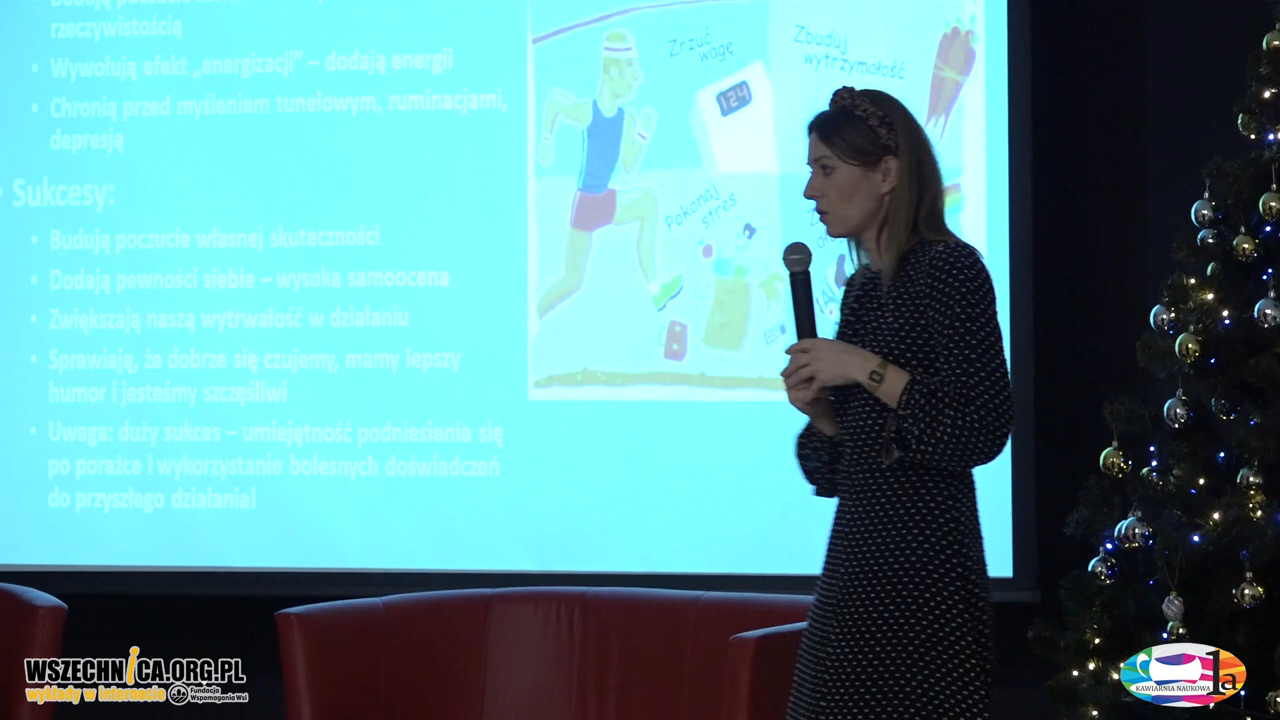 rzeczywistością
• Wywołują efekt „energizacji” – dodają energii
• Chronią przed myśleniem tunelowym, ruminacjami,
depresją
• Sukcesy:
• Budują poczucie własnej skuteczności
• Dodają pewności siebie – wysoka samoocena
• Zwiększają naszą wytrwałość w działaniu
• Sprawiają, że dobrze się czujemy, mamy lepszy
humor i jesteśmy szczęśliwi
• Uwaga: duży sukces – umiejętność podniesienia się
po porażce i wykorzystanie bolesnych doświadczeń
do przyszłego działania!
Zrzuć
wagę
124
Zbuduj
wytrzymałość
Pokonaj
stres
WSZECHNICA.ORG.PL
wykłady w internecie
Fundacja
Wspomagania Wsi
KAWIARNIA NAUKOWA
1a